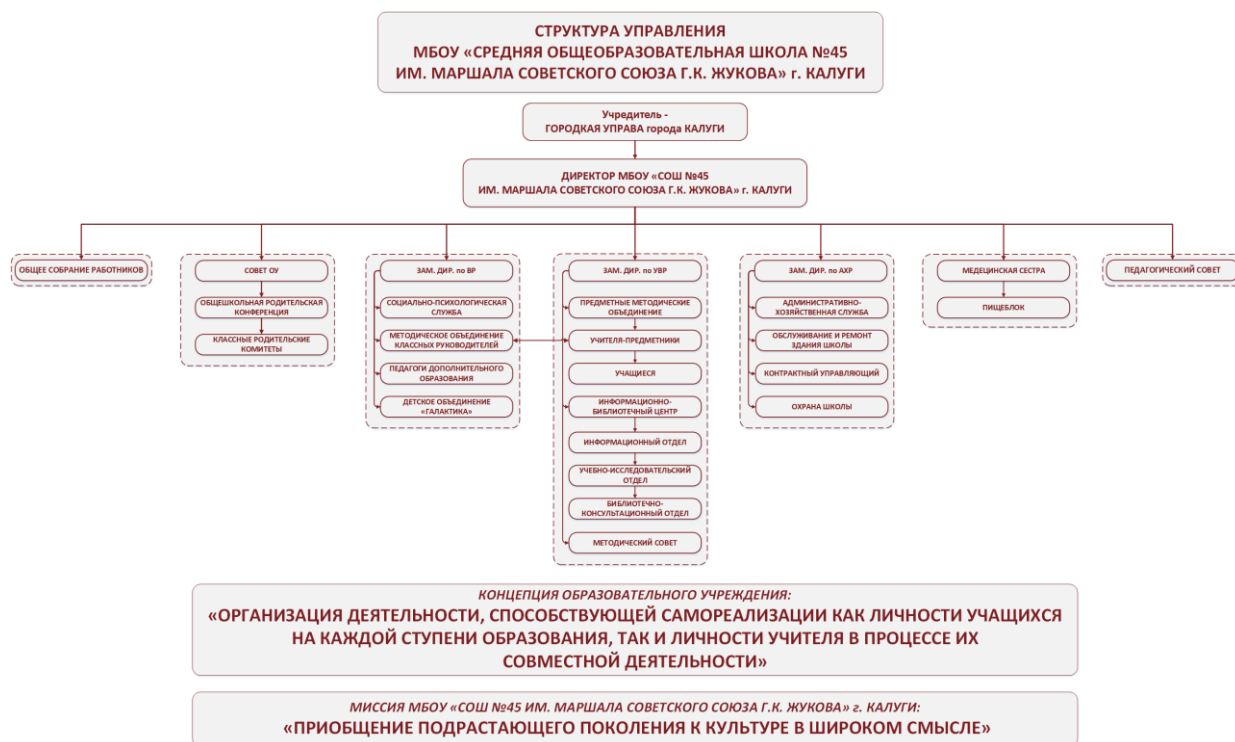 СТРУКТУРА УПРАВЛЕНИЯ
МБОУ «СРЕДНЯЯ ОБЩЕОБРАЗОВАТЕЛЬНАЯ ШКОЛА №45
ИМ. МАРШАЛА СОВЕТСКОГО СОЮЗА Г.К. ЖУКОВА» г. КАЛУГИ
Учредитель -
ГОРОДКАЯ УПРАВА города КАЛУГИ
ДИРЕКТОР МБОУ «СОШ №45
ИМ. МАРШАЛА СОВЕТСКОГО СОЮЗА Г.К. ЖУКОВА» г. КАЛУГИ
ОБЩЕЕ СОБРАНИЕ РАБОТНИКОВ
СОВЕТ ОУ
ОБЩЕШКОЛЬНАЯ РОДИТЕЛЬСКАЯ
КОНФЕРЕНЦИЯ
КЛАССНЫЕ РОДИТЕЛЬСКИЕ
КОМИТЕТЫ
ЗАМ. ДИР. по ВР
СОЦИАЛЬНО-ПСИХОЛОГИЧЕСКАЯ
СЛУЖБА
МЕТОДИЧЕСКОЕ ОБЪЕДИНЕНИЕ
КЛАССНЫХ РУКОВОДИТЕЛЕЙ
ПЕДАГОГИ ДОПОЛНИТЕЛЬНОГО
ОБРАЗОВАНИЯ
ДЕТСКОЕ ОБЪЕДИНЕНИЕ
«ГАЛАКТИКА»
ЗАМ. ДИР. по УВР
ПРЕДМЕТНЫЕ МЕТОДИЧЕСКИЕ
ОБЪЕДИНЕНИЕ
УЧИТЕЛЯ-ПРЕДМЕТНИКИ
УЧАЩИЕСЯ
ИНФОРМАЦИОННО-
БИБЛИОТЕЧНЫЙ ЦЕНТР
ИНФОРМАЦИОННЫЙ ОТДЕЛ
УЧЕБНО-ИССЛЕДОВАТЕЛЬСКИЙ
ОТДЕЛ
БИБЛИОТЕЧНО-
КОНСУЛЬТАЦИОННЫЙ ОТДЕЛ
МЕТОДИЧЕСКИЙ СОВЕТ
ЗАМ. ДИР. по АХР
АДМИНИСТРАТИВНО-
ХОЗЯЙСТВЕННАЯ СЛУЖБА
ОБСЛУЖИВАНИЕ И РЕМОНТ
ЗДАНИЯ ШКОЛЫ
КОНТРАКТНЫЙ УПРАВЛЯЮЩИЙ
ОХРАНА ШКОЛЫ
МЕДЕЦИНСКАЯ СЕСТРА
ПИЩЕБЛОК
ПЕДАГОГИЧЕСКИЙ СОВЕТ
КОНЦЕПЦИЯ ОБРАЗОВАТЕЛЬНОГО УЧРЕЖДЕНИЯ:
«ОРГАНИЗАЦИЯ ДЕЯТЕЛЬНОСТИ, СПОСОБСТВУЮЩЕЙ САМОРЕАЛИЗАЦИИ КАК ЛИЧНОСТИ УЧАЩИХСЯ
НА КАЖДОЙ СТУПЕНИ ОБРАЗОВАНИЯ, ТАК И ЛИЧНОСТИ УЧИТЕЛЯ В ПРОЦЕССЕ ИХ
СОВМЕСТНОЙ ДЕЯТЕЛЬНОСТИ»
МИССИЯ МБОУ «СОШ №45 ИМ. МАРШАЛА СОВЕТСКОГО СОЮЗА Г.К. ЖУКОВА» г. КАЛУГИ:
«ПРИОБЩЕНИЕ ПОДРАСТАЮЩЕГО ПОКОЛЕНИЯ К КУЛЬТУРЕ В ШИРОКОМ СМЫСЛЕ»